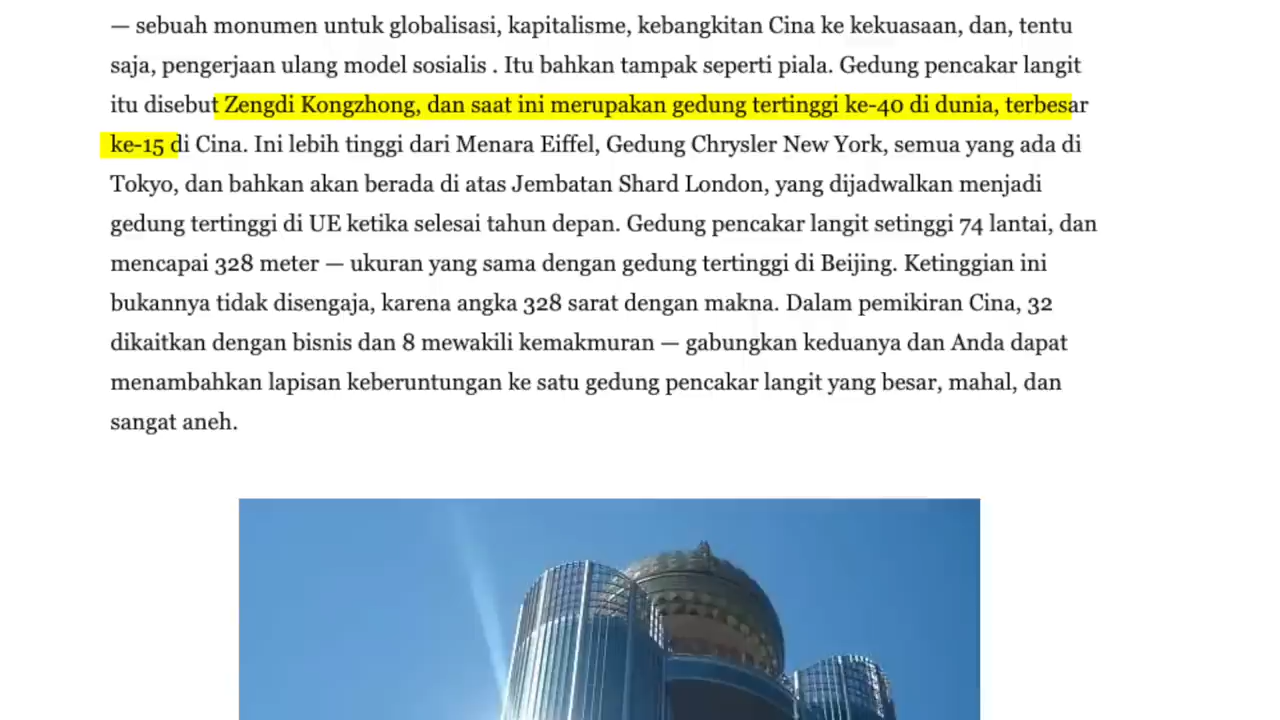 — sebuah monumen untuk globalisasi, kapitalisme, kebangkitan Cina ke kekuasaan, dan, tentu
saja, pengerjaan ulang model sosialis . Itu bahkan tampak seperti piala. Gedung pencakar langit
itu disebut Zengdi Kongzhong, dan saat ini merupakan gedung tertinggi ke-40 di dunia, terbesar
ke-15 di Cina. Ini lebih tinggi dari Menara Eiffel, Gedung Chrysler New York, semua yang ada di
Tokyo, dan bahkan akan berada di atas Jembatan Shard London, yang dijadwalkan menjadi
gedung tertinggi di UE ketika selesai tahun depan. Gedung pencakar langit setinggi 74 lantai, dan
mencapai 328 meter — ukuran yang sama dengan gedung tertinggi di Beijing. Ketinggian ini
bukannya tidak disengaja, karena angka 328 sarat dengan makna. Dalam pemikiran Cina, 32
dikaitkan dengan bisnis dan 8 mewakili kemakmuran — gabungkan keduanya dan Anda dapat
menambahkan lapisan keberuntungan ke satu gedung pencakar langit yang besar, mahal, dan
sangat aneh.